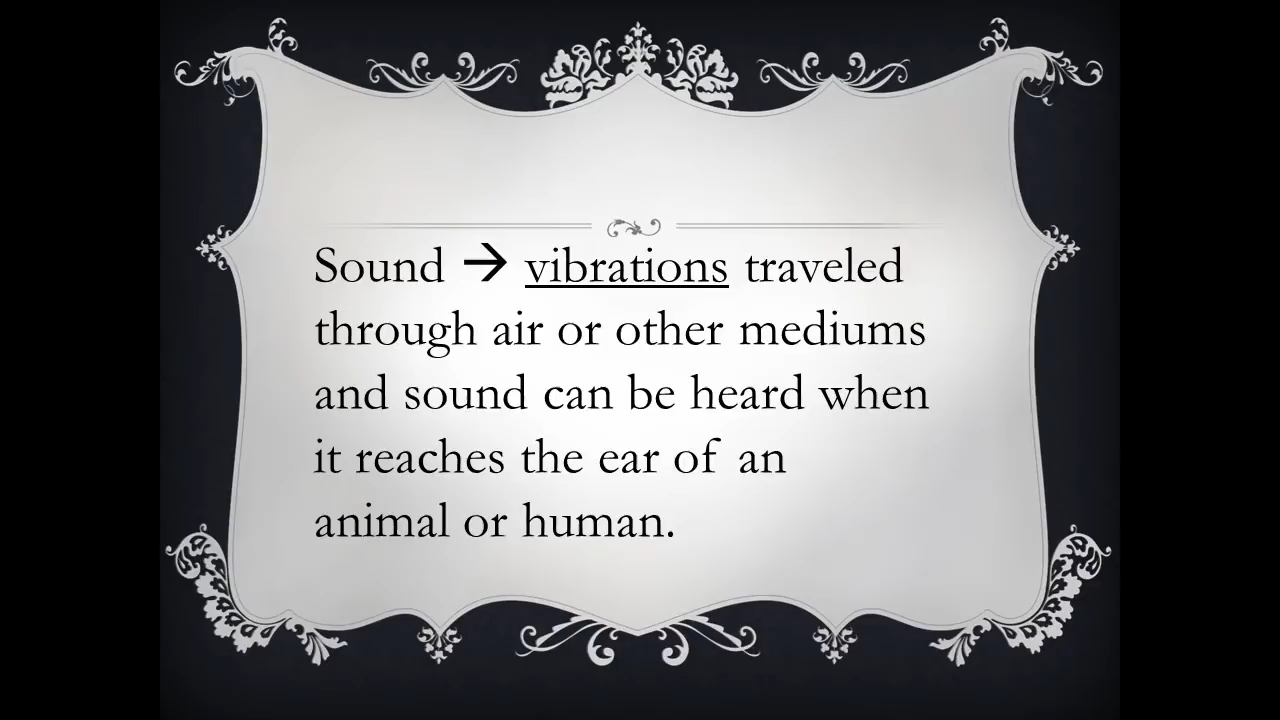 Sound → vibrations traveled
through air or other mediums
and sound can be heard when
it reaches the ear of an
animal or human.